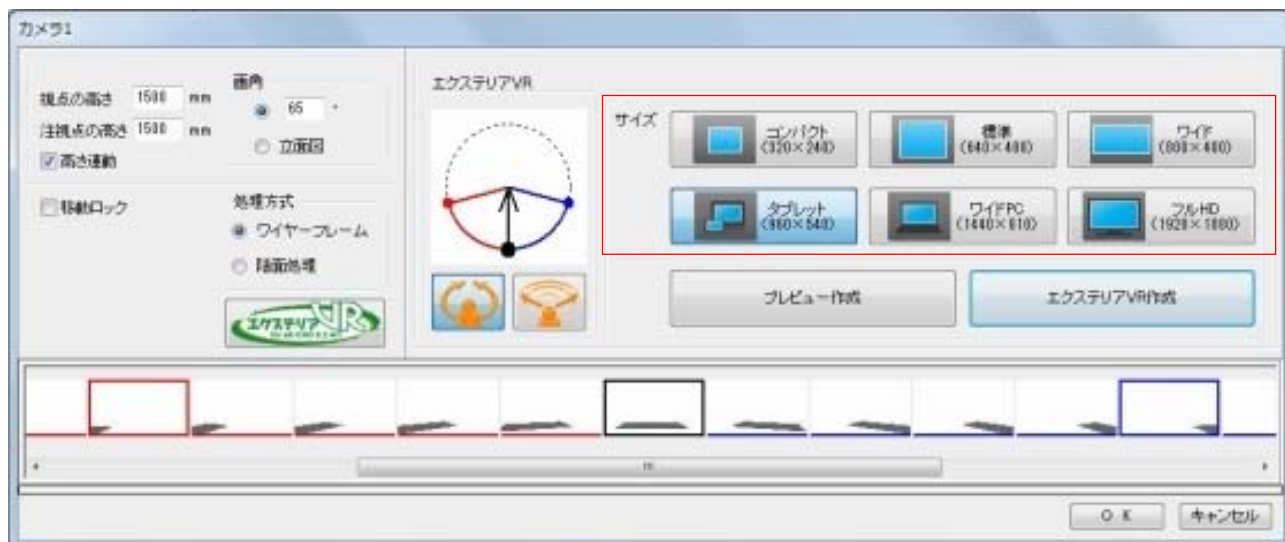 カメラ1
視点の高さ 1500 mm
注視点の高さ 1500 mm
高さ連動
移動ロック
画角
65 °
立面図
処理方式
ワイヤーフレーム
陰面処理
エクステリアVR
エクステリアVR
サイズ
コンパクト
(320×240)
標準
(640×480)
ワイド
(800×480)
タブレット
(960×540)
ワイドPC
(1440×810)
フルHD
(1920×1080)
プレビュー作成
エクステリアVR作成
OK
キャンセル